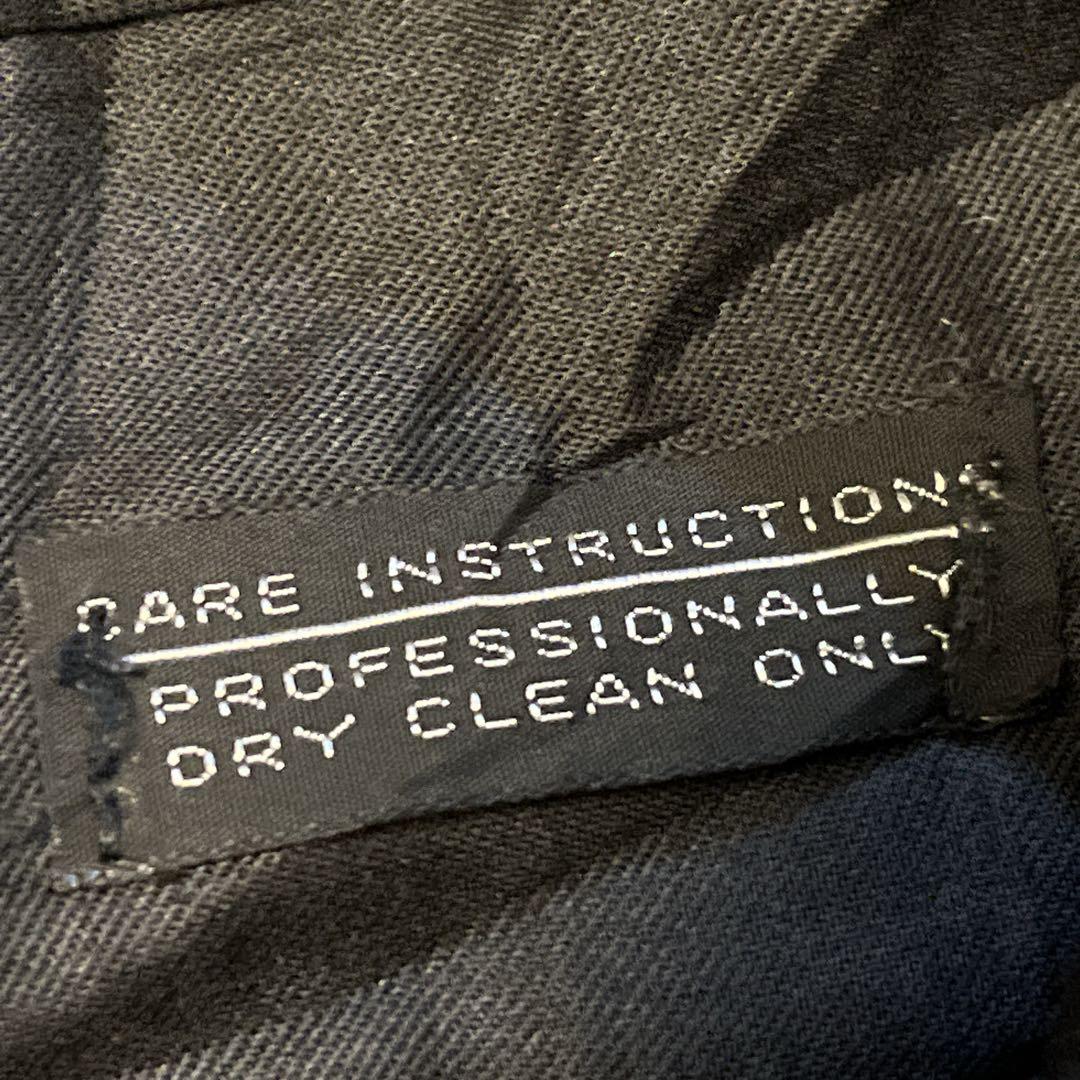 CARE INSTRUCTIONS
PROFESSIONALLY
DRY CLEAN ONLY